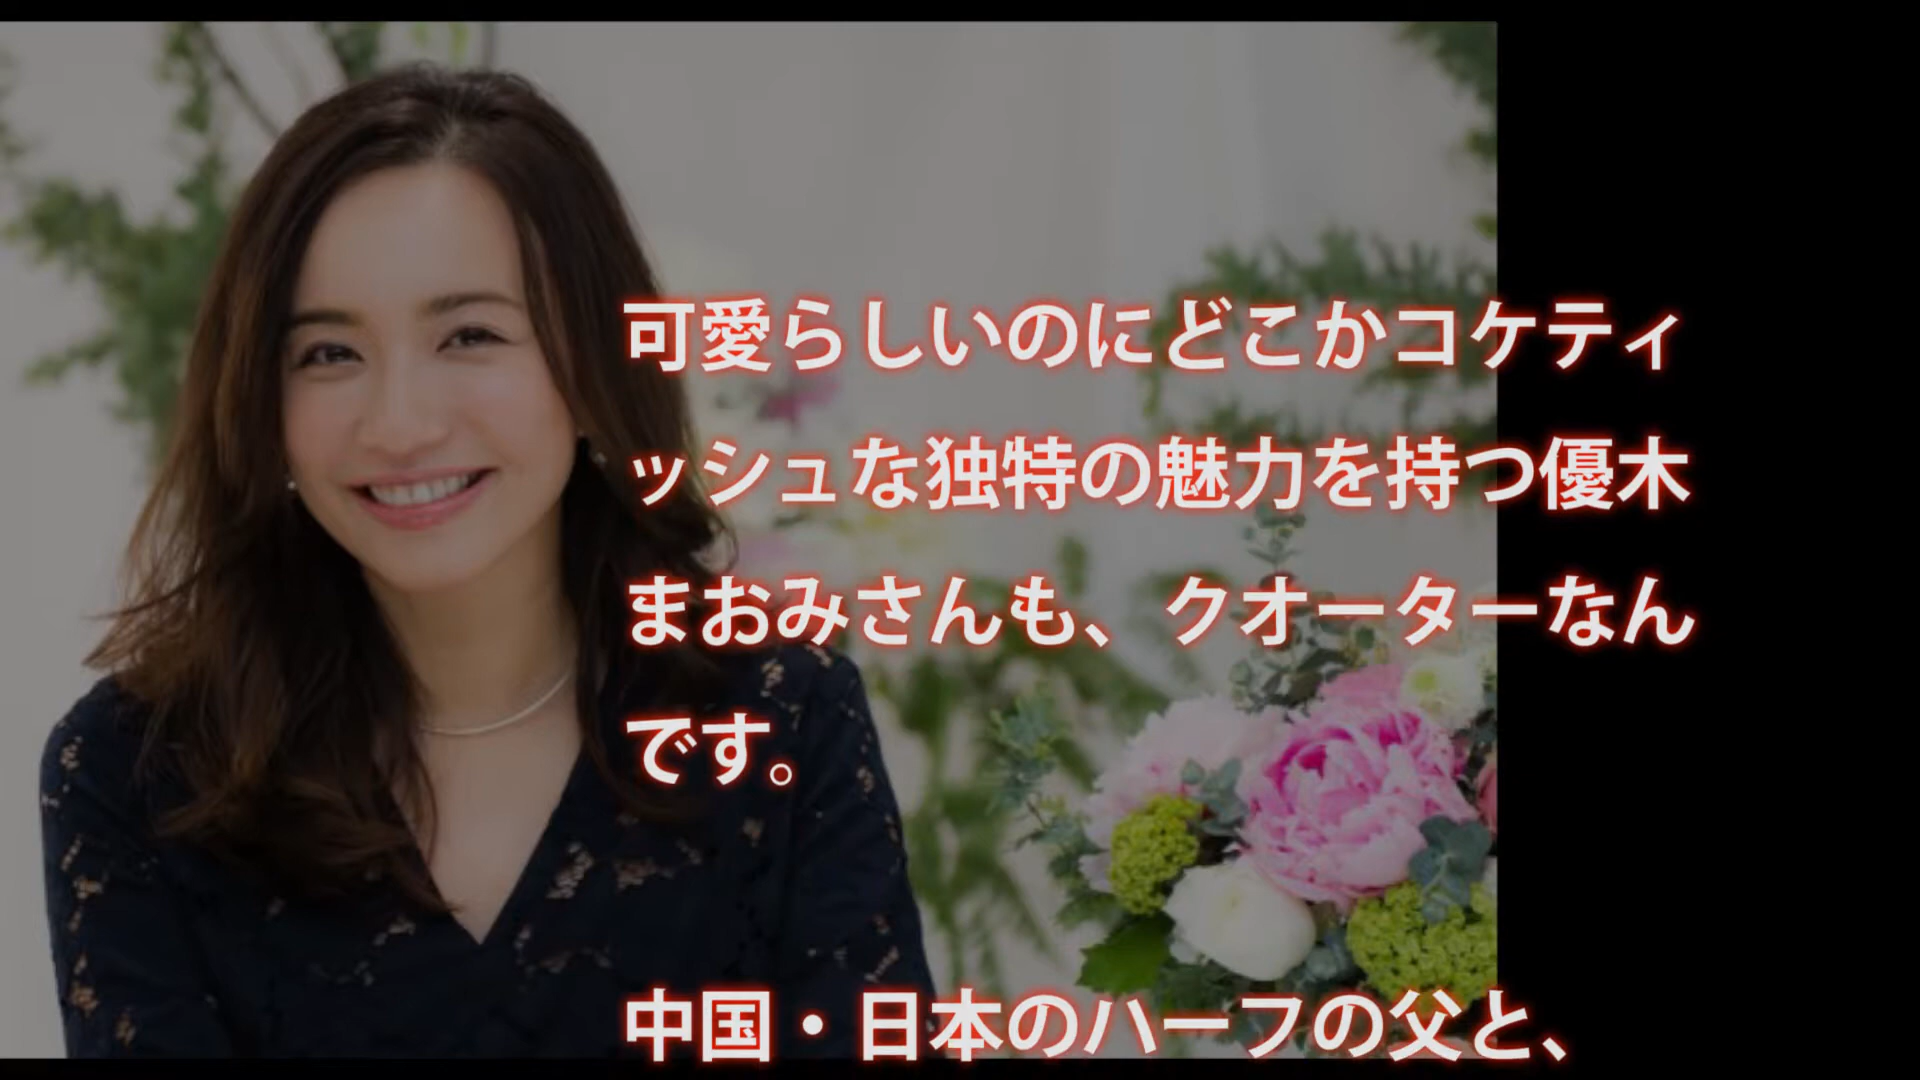 可愛らしいのにどこかコケティ
ッシュな独特の魅力を持つ優木
まおみさんも、クオーターなん
です。
中国・日本のハーフの父と、